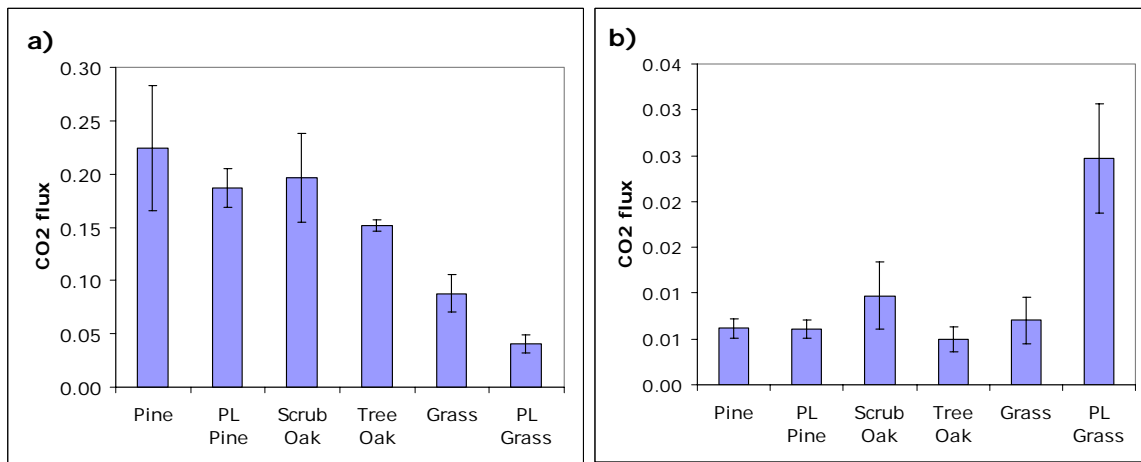 a)
0.30
0.25
0.20
0.15
0.10
0.05
0.00
CO2 flux
Pine
PL Pine
Scrub Oak
Tree Oak
Grass
PL Grass
b)
0.04
0.03
0.03
0.02
0.02
0.01
0.01
0.00
CO2 flux
Pine
PL Pine
Scrub Oak
Tree Oak
Grass
PL Grass